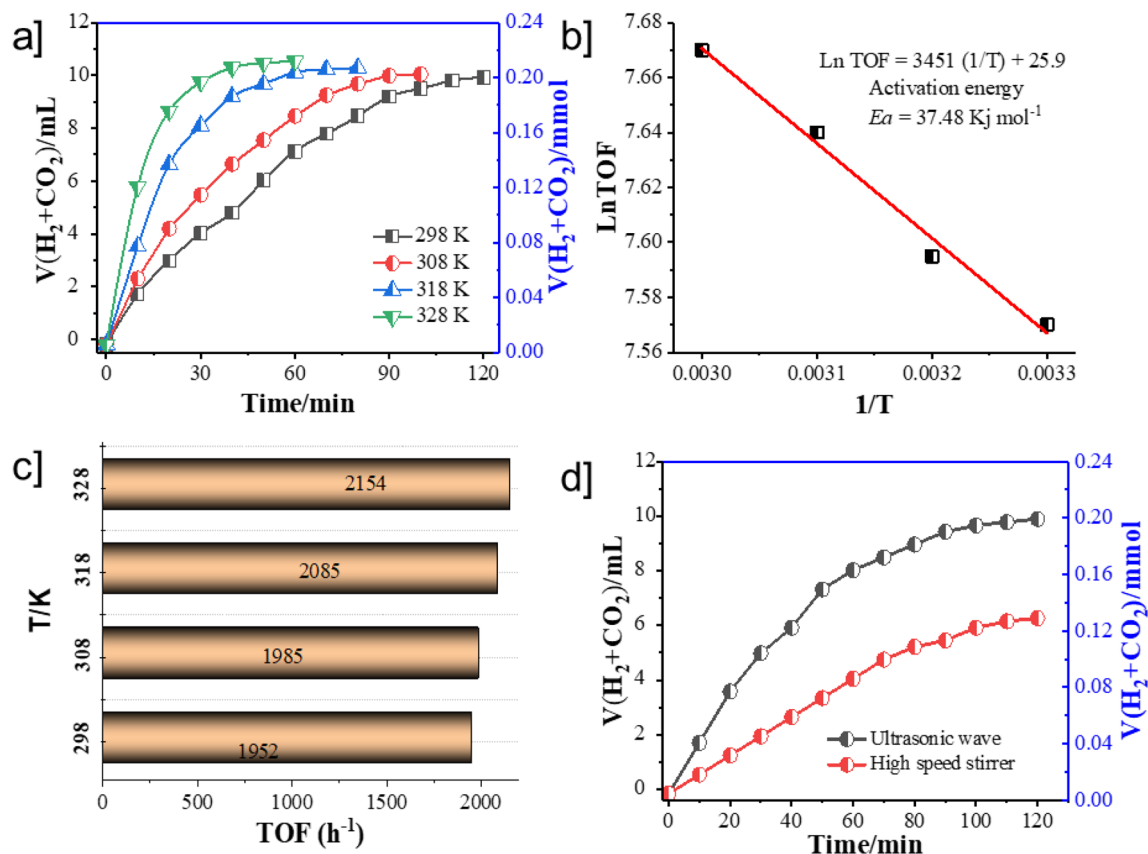 a]
V(H₂+CO₂)/mL
12
10
8
6
4
2
0
0.24
0.20
0.16
0.12
0.08
0.04
0.00
V(H₂+CO₂)/mmol
298 K
308 K
318 K
328 K
0 30 60 90 120
Time/min
b]
LnTOF
7.68
7.66
7.64
7.62
7.60
7.58
7.56
Ln TOF = 3451 (1/T) + 25.9
Activation energy
Ea = 37.48 Kj mol⁻¹
0.0030 0.0031 0.0032 0.0033
1/T
c]
T/K
328
2154
318
2085
308
1985
298
1952
0 500 1000 1500 2000
TOF (h⁻¹)
d]
V(H₂+CO₂)/mL
12
10
8
6
4
2
0
0.24
0.20
0.16
0.12
0.08
0.04
0.00
V(H₂+CO₂)/mmol
Ultrasonic wave
High speed stirrer
0 20 40 60 80 100 120
Time/min